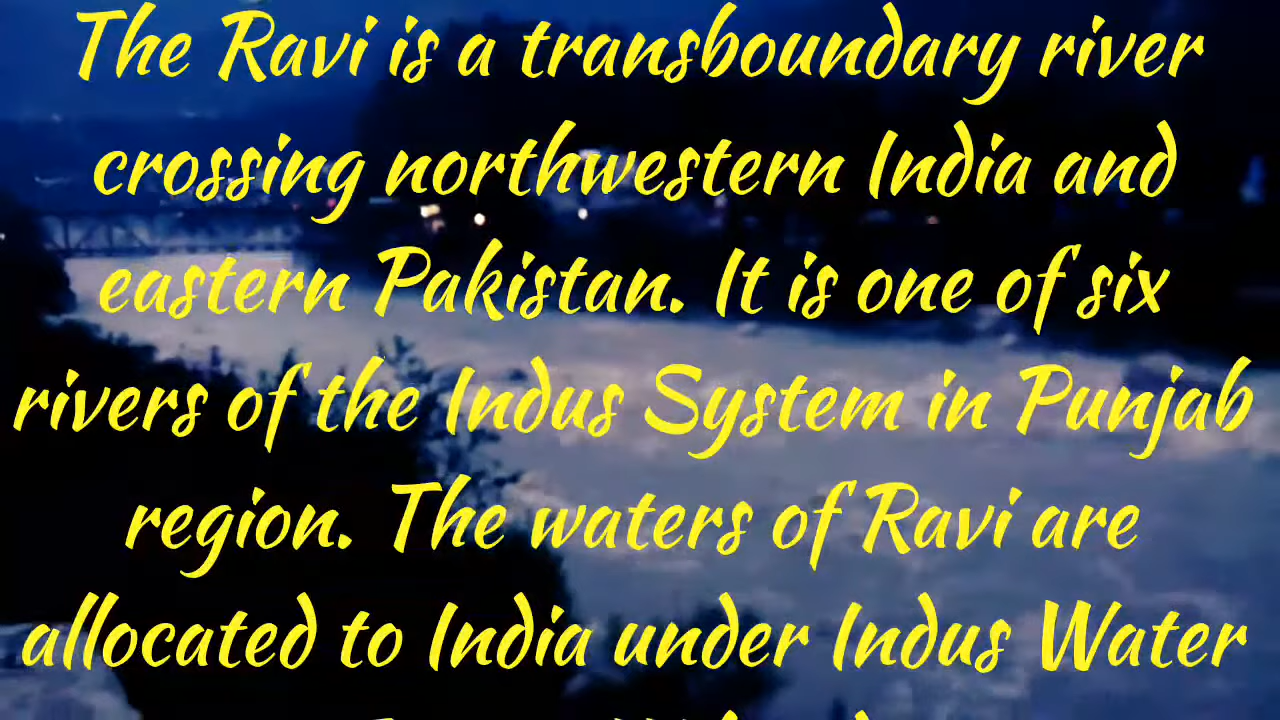 The Ravi is a transboundary river
crossing northwestern India and
eastern Pakistan. It is one of six
rivers of the Indus System in Punjab
region. The waters of Ravi are
allocated to India under Indus Water